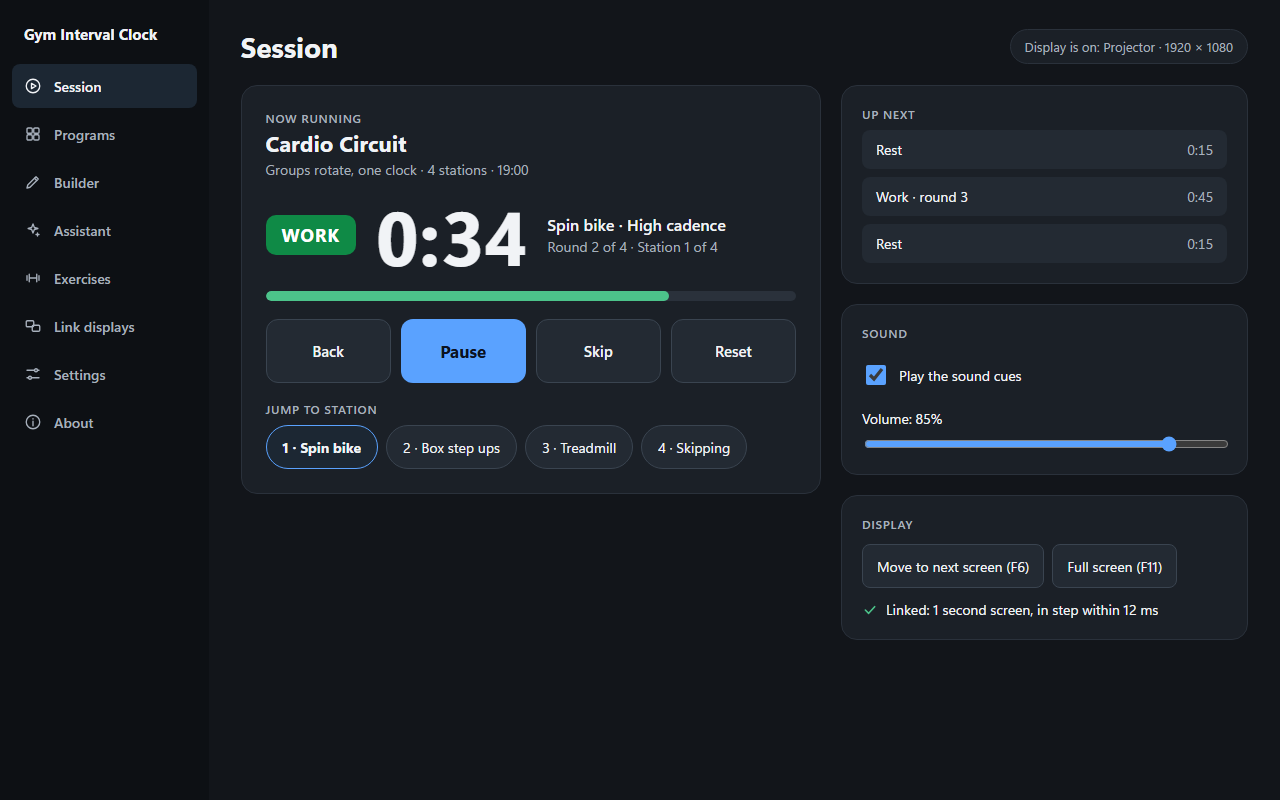 Gym Interval Clock
Session
Programs
Builder
Assistant
Exercises
Link displays
Settings
About
Session
Display is on: Projector · 1920 × 1080
NOW RUNNING
Cardio Circuit
Groups rotate, one clock · 4 stations · 19:00
WORK
0:34
Spin bike · High cadence
Round 2 of 4 · Station 1 of 4
Back
Pause
Skip
Reset
JUMP TO STATION
1 · Spin bike
2 · Box step ups
3 · Treadmill
4 · Skipping
UP NEXT
Rest 0:15
Work · round 3 0:45
Rest 0:15
SOUND
Play the sound cues
Volume: 85%
DISPLAY
Move to next screen (F6)
Full screen (F11)
Linked: 1 second screen, in step within 12 ms